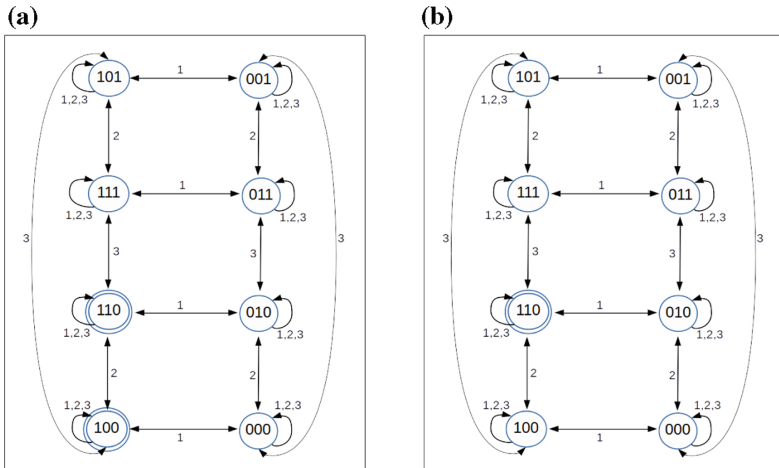 (a) (b)
101 1 001 101 1 001
1,2,3 1,2,3 1,2,3 1,2,3
2 2 2 2
111 1 011 111 1 011
1,2,3 1,2,3 1,2,3 1,2,3
3 3 3 3 3 3 3 3
110 1 010 110 1 010
1,2,3 1,2,3 1,2,3 1,2,3
2 2 2 2
1,2,3 1,2,3 1,2,3 1,2,3
100 1 000 100 1 000